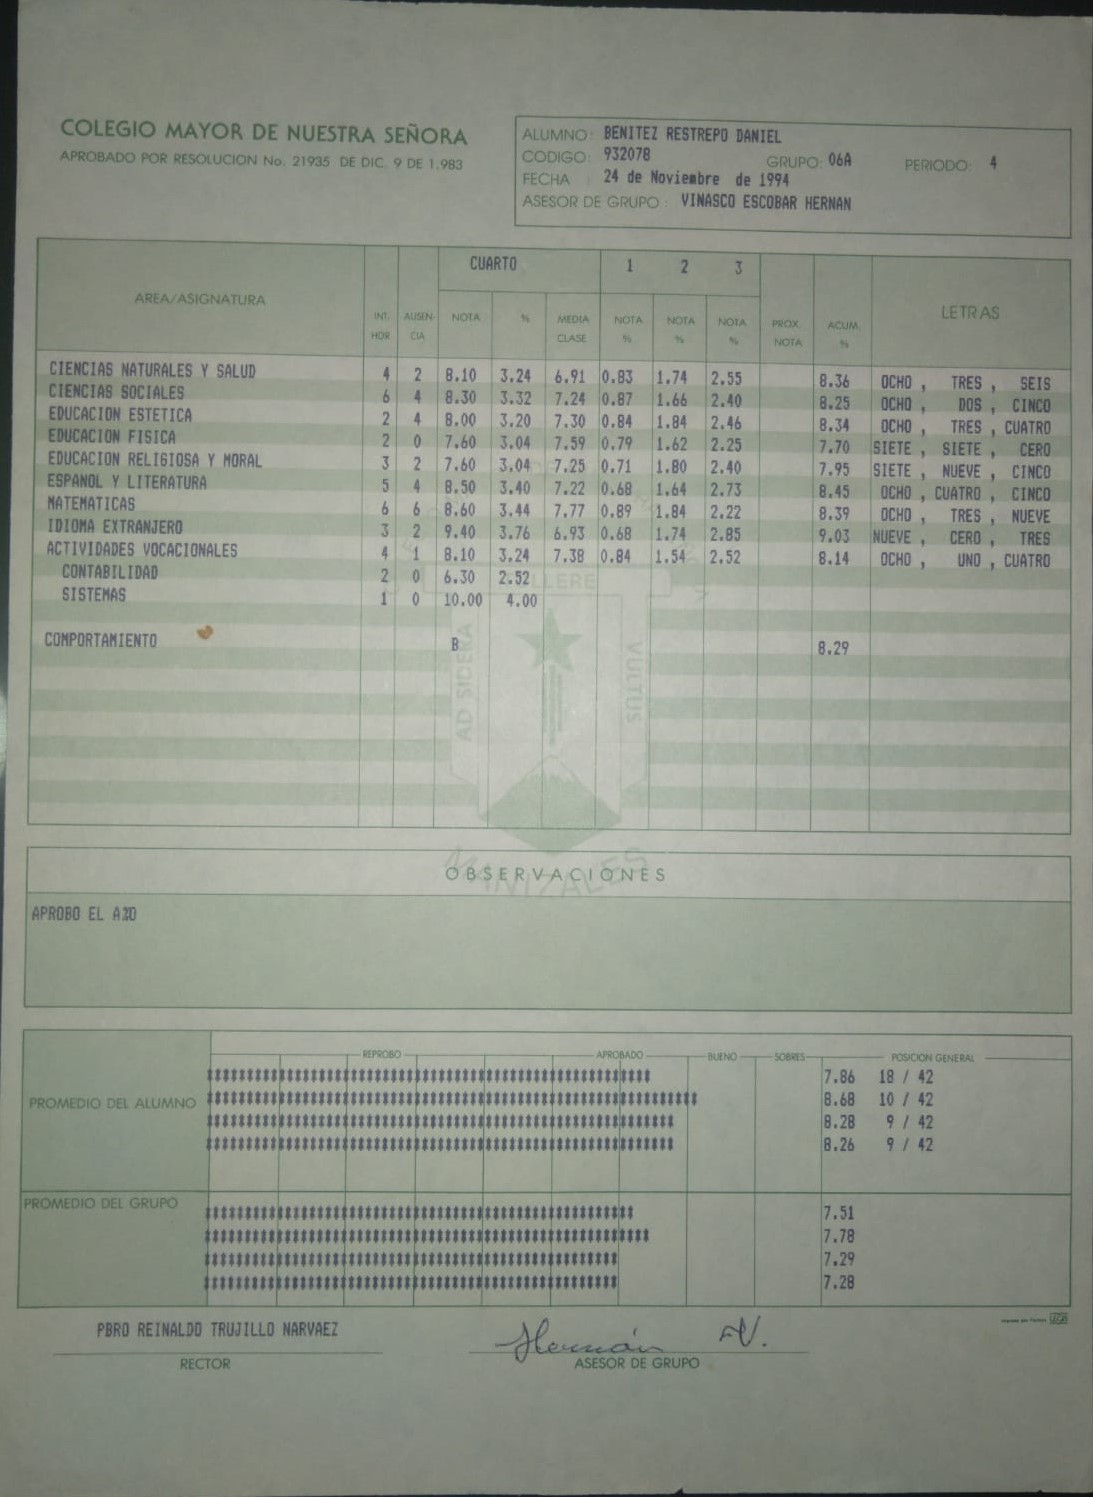 COLEGIO MAYOR DE NUESTRA SEÑORA
APROBADO POR RESOLUCION No. 21935 DE DIC. 9 DE 1.983
ALUMNO: BENITEZ RESTREPO DANIEL
CODIGO: 932078 GRUPO: 06A PERIODO: 4
FECHA : 24 de Noviembre de 1994
ASESOR DE GRUPO : VINASCO ESCOBAR HERNAN
CUARTO 1 2 3
AREA/ASIGNATURA INT. HOR AUSEN CIA NOTA % MEDIA CLASE NOTA % NOTA % NOTA % PROX. NOTA ACUM. % LETRAS
CIENCIAS NATURALES Y SALUD 4 2 8.10 3.24 6.91 0.83 1.74 2.55 8.36 OCHO , TRES , SEIS
CIENCIAS SOCIALES 6 4 8.30 3.32 7.24 0.87 1.66 2.40 8.25 OCHO , DOS , CINCO
EDUCACION ESTETICA 2 4 8.00 3.20 7.30 0.84 1.84 2.46 8.34 OCHO , TRES , CUATRO
EDUCACION FISICA 2 0 7.60 3.04 7.59 0.79 1.62 2.25 7.70 SIETE , SIETE , CERO
EDUCACION RELIGIOSA Y MORAL 3 2 7.60 3.04 7.25 0.71 1.80 2.40 7.95 SIETE , NUEVE , CINCO
ESPANOL Y LITERATURA 5 4 8.50 3.40 7.22 0.68 1.64 2.73 8.45 OCHO , CUATRO , CINCO
MATEMATICAS 6 6 8.60 3.44 7.77 0.89 1.84 2.22 8.39 OCHO , TRES , NUEVE
IDIOMA EXTRANJERO 3 2 9.40 3.76 6.93 0.68 1.74 2.85 9.03 NUEVE , CERO , TRES
ACTIVIDADES VOCACIONALES 4 1 8.10 3.24 7.38 0.84 1.54 2.52 8.14 OCHO , UNO , CUATRO
CONTABILIDAD 2 0 6.30 2.52
SISTEMAS 1 0 10.00 4.00
COMPORTAMIENTO B 8.29
AD SIDERA
VULTUS
MANIZALES
OBSERVACIONES
APROBO EL A%O
REPROBO APROBADO BUENO SOBRES POSICION GENERAL
PROMEDIO DEL ALUMNO
7.86 18 / 42
8.68 10 / 42
8.28 9 / 42
8.26 9 / 42
PROMEDIO DEL GRUPO
7.51
7.78
7.29
7.28
PBRO REINALDO TRUJILLO NARVAEZ
Hernán V.
RECTOR ASESOR DE GRUPO